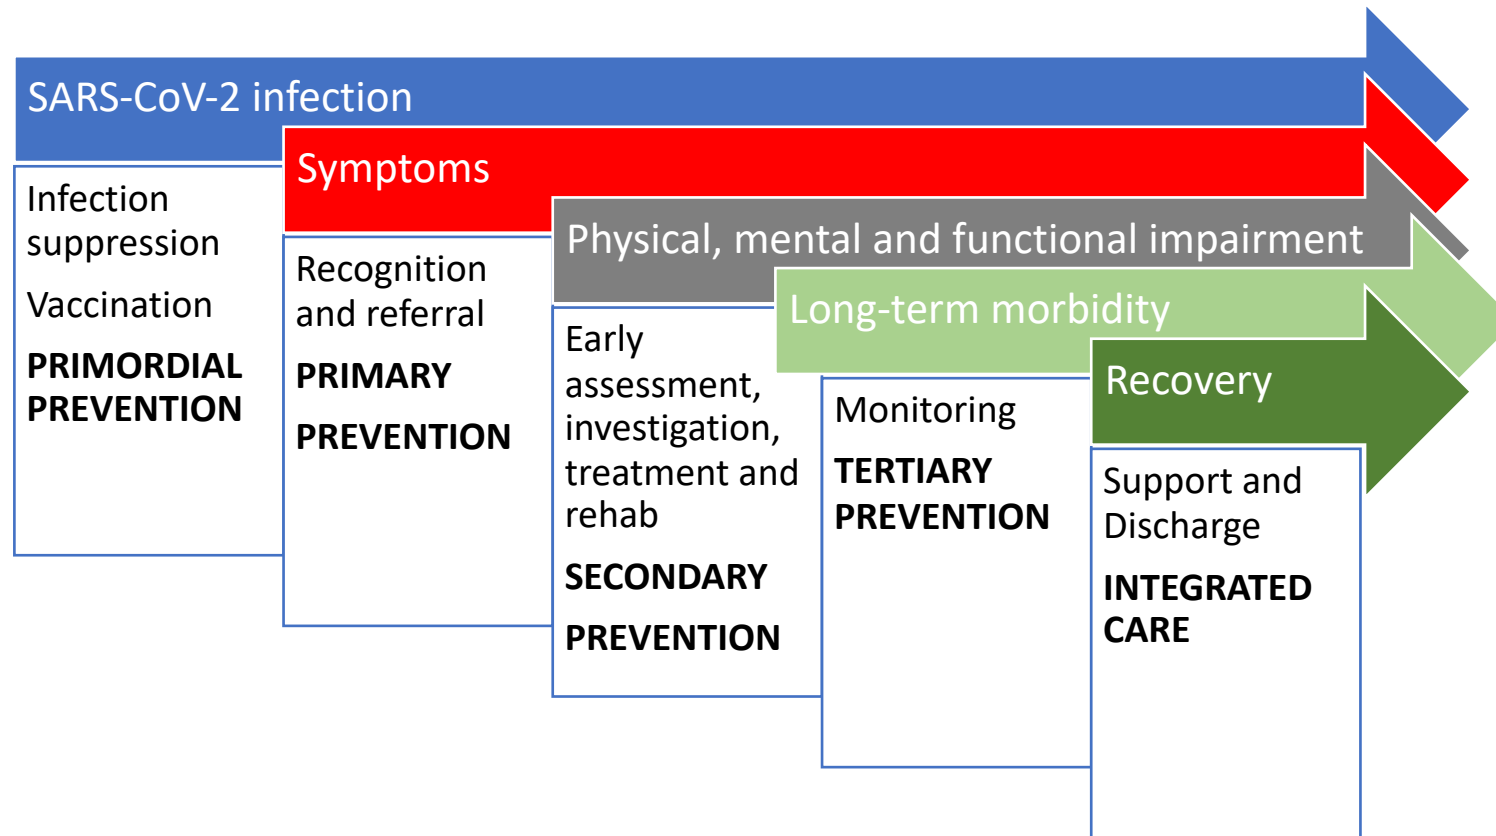 SARS-CoV-2 infection
Infection
suppression
Vaccination
PRIMORDIAL
PREVENTION
Symptoms
Recognition
and referral
PRIMARY
PREVENTION
Physical, mental and functional impairment
Early
assessment,
investigation,
treatment and
rehab
SECONDARY
PREVENTION
Long-term morbidity
Monitoring
TERTIARY
PREVENTION
Recovery
Support and
Discharge
INTEGRATED
CARE